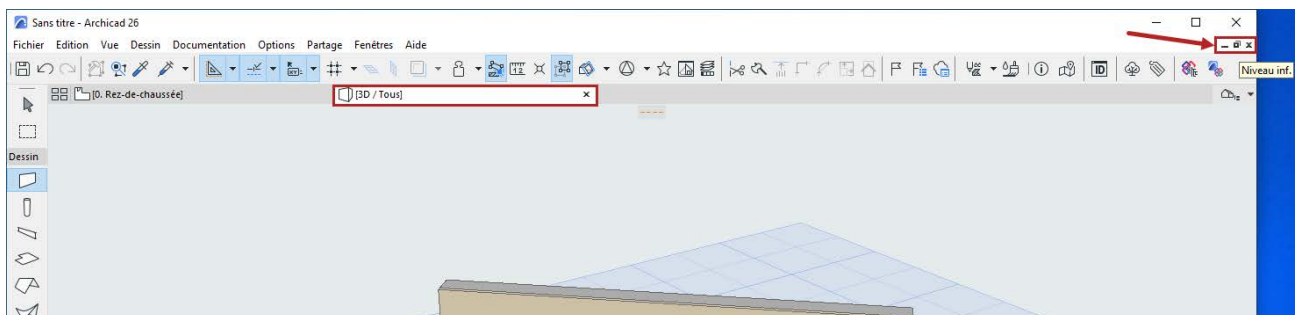 Sans titre - Archicad 26
Fichier Edition Vue Dessin Documentation Options Partage Fenêtres Aide
ID
Niveau inf.
[0. Rez-de-chaussée]
[3D / Tous]
Dessin